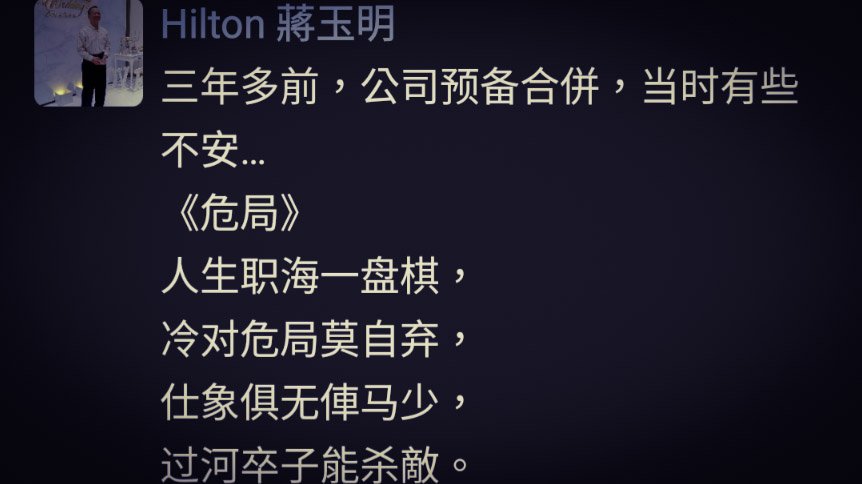 Hilton 蔣玉明
三年多前，公司预备合併，当时有些
不安...
《危局》
人生职海一盘棋，
冷对危局莫自弃，
仕象俱无俥马少，
过河卒子能杀敵。